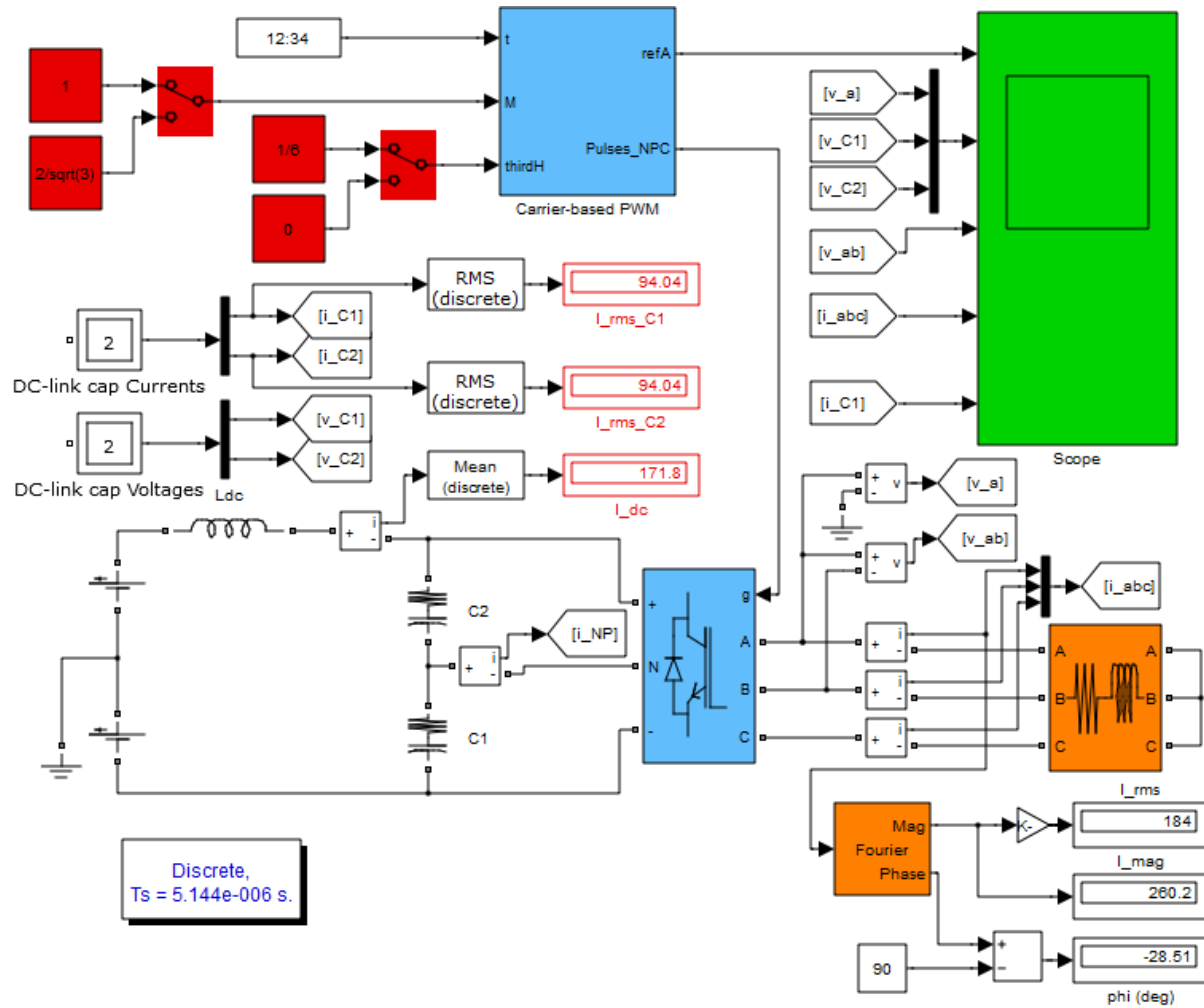 12:34
t
refA
1
M
[v_a]
[v_C1]
1/6
Pulses_NPC
2/sqrt(3)
thirdH
[v_C2]
0
Carrier-based PWM
[v_ab]
RMS
(discrete)
94.04
I_rms_C1
[i_C1]
[i_abc]
2
[i_C2]
DC-link cap Currents
RMS
(discrete)
94.04
I_rms_C2
[i_C1]
[v_C1]
2
[v_C2]
DC-link cap Voltages
Mean
(discrete)
171.8
I_dc
Scope
Ldc
+
-
i
+
-
v
[v_a]
+
-
v
[v_ab]
[i_abc]
C2
[i_NP]
+
-
i
C1
+
N
-
g
A
B
C
+
-
i
+
-
i
+
-
i
A
B
C
A
B
C
I_rms
Mag
Fourier
Phase
K-
184
I_mag
260.2
Discrete,
Ts = 5.144e-006 s.
90
+
−
-28.51
phi (deg)